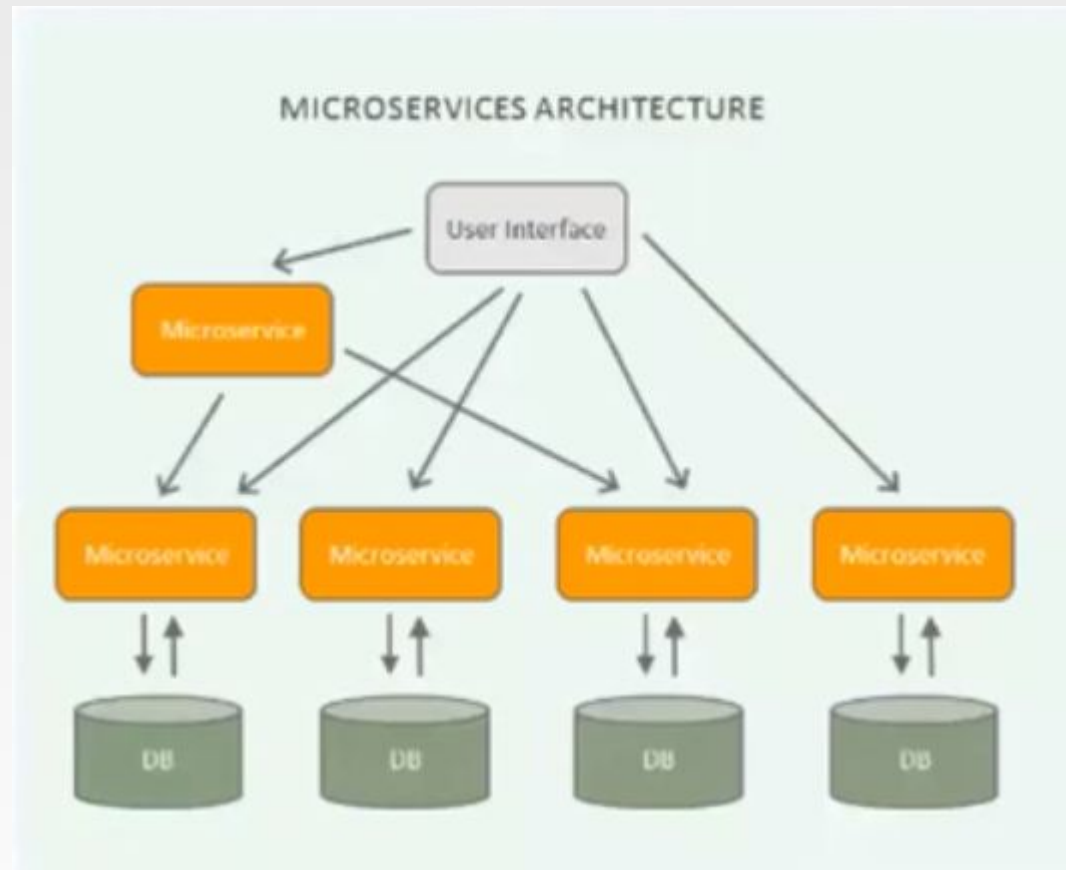 MICROSERVICES ARCHITECTURE
User Interface
Microservice
Microservice
Microservice
Microservice
Microservice
DB
DB
DB
DB